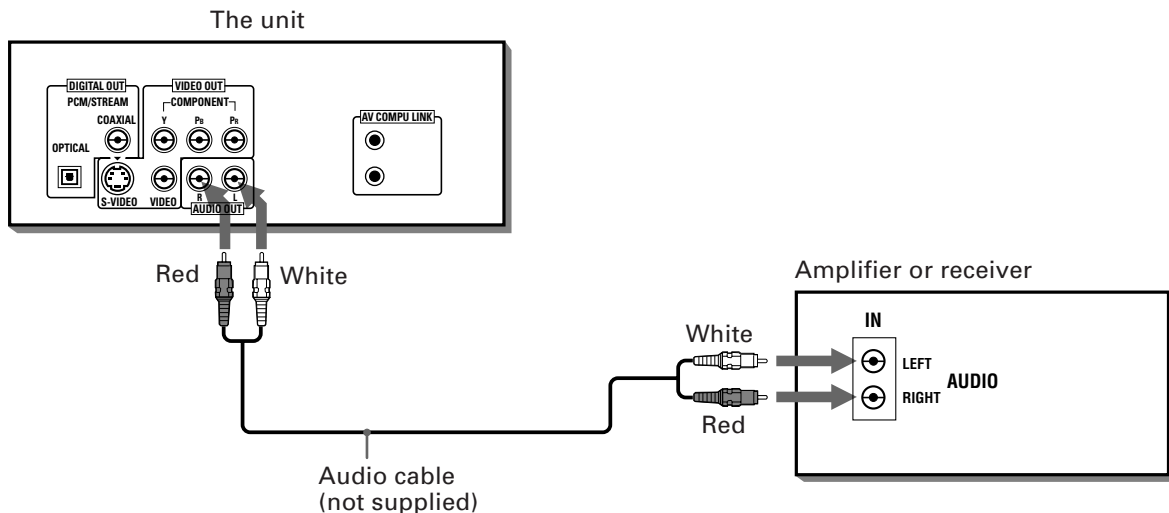 The unit
DIGITAL OUT
PCM/STREAM
COAXIAL
OPTICAL
VIDEO OUT
COMPONENT
Y PB PR
S-VIDEO VIDEO
R L
AUDIO OUT
AV COMPU LINK
Red White
Audio cable
(not supplied)
Amplifier or receiver
White
Red
IN
LEFT
RIGHT
AUDIO